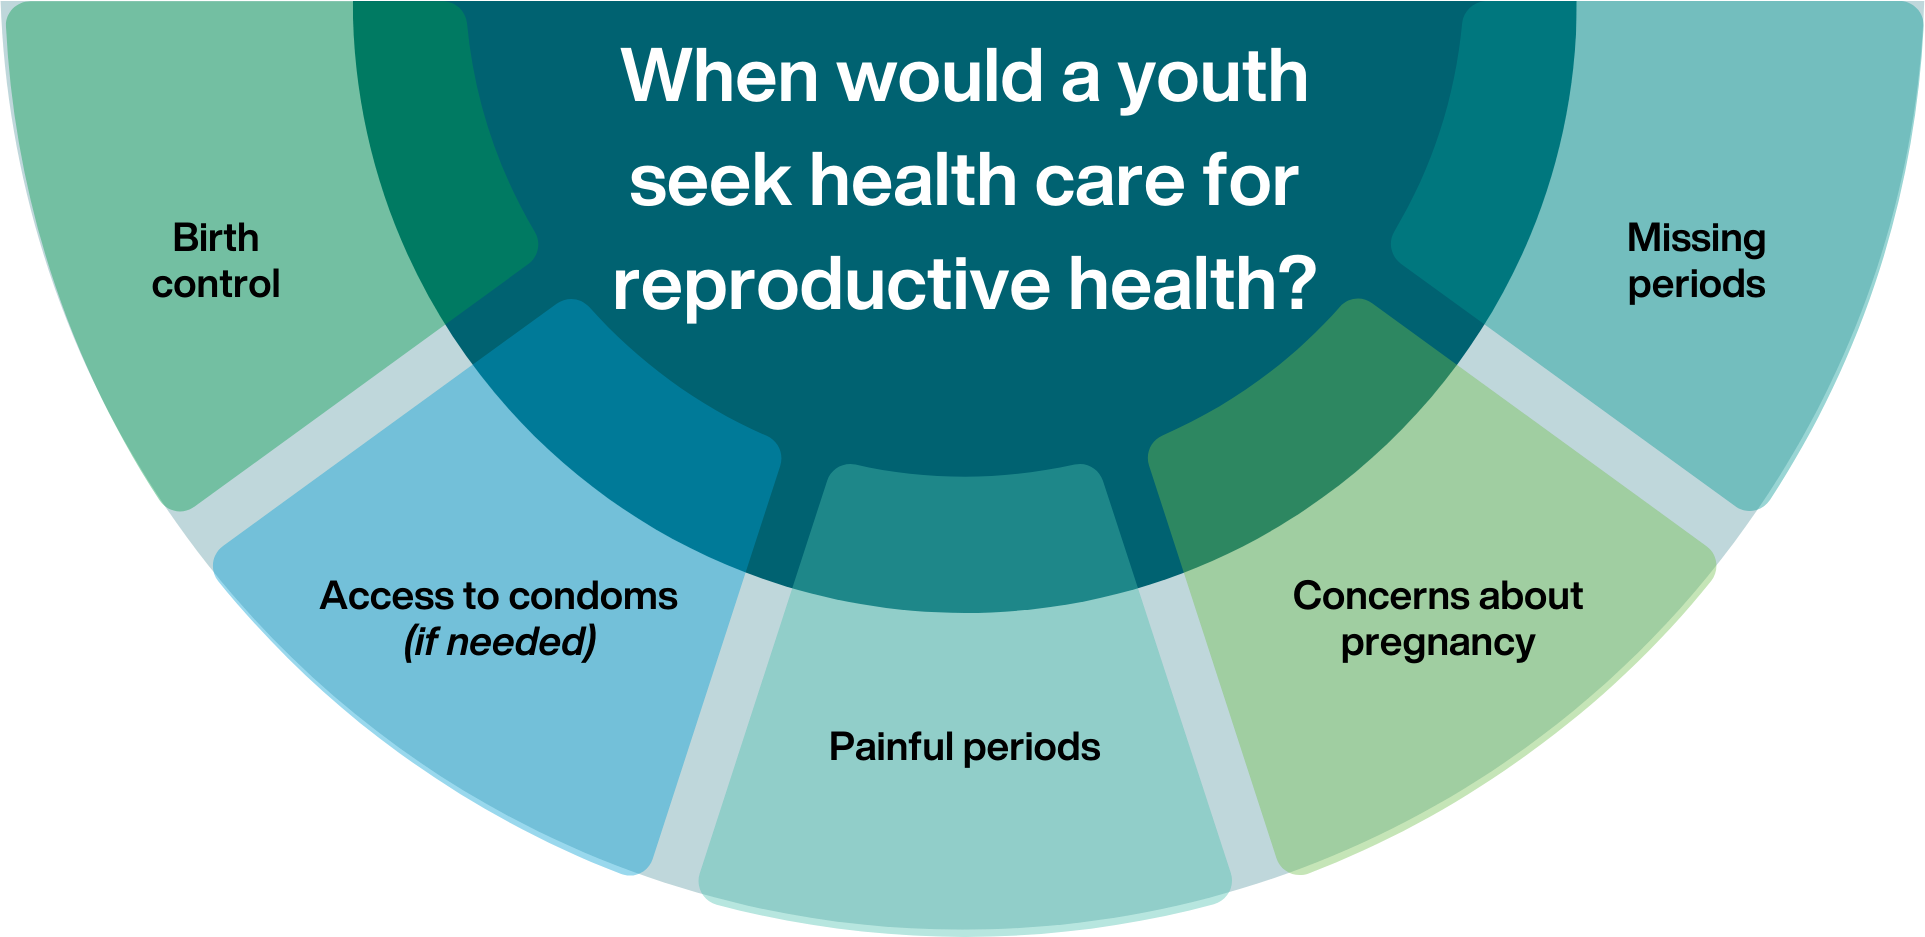 When would a youth
seek health care for
reproductive health?
Birth
control
Access to condoms
(if needed)
Painful periods
Concerns about
pregnancy
Missing
periods